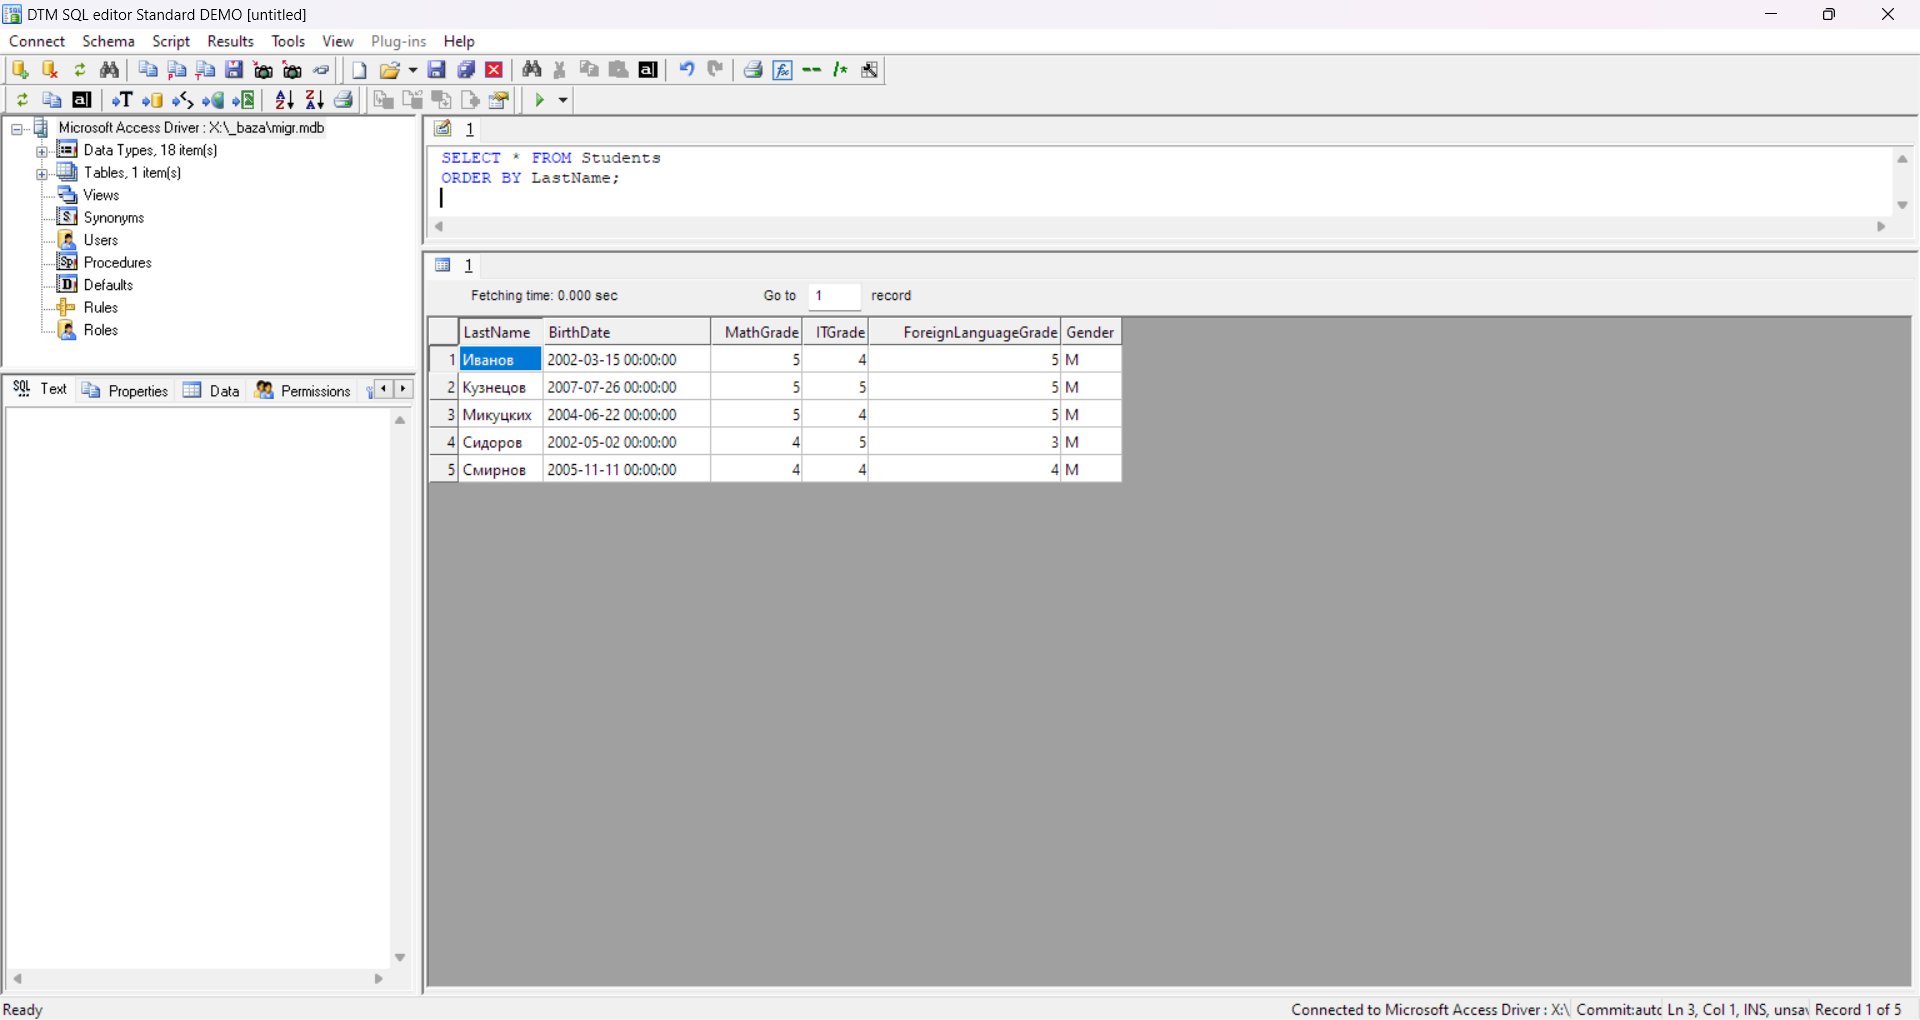 DTM SQL editor Standard DEMO [untitled]
Connect Schema Script Results Tools View Plug-ins Help
Microsoft Access Driver : X:\_baza\migr.mdb
Data Types, 18 item(s)
Tables, 1 item(s)
Views
Synonyms
Users
Procedures
Defaults
Rules
Roles
SQL Text Properties Data Permissions
1
SELECT * FROM Students
ORDER BY LastName;
1
Fetching time: 0.000 sec Go to 1 record
LastName BirthDate MathGrade ITGrade ForeignLanguageGrade Gender
1 Иванов 2002-03-15 00:00:00 5 4 5 М
2 Кузнецов 2007-07-26 00:00:00 5 5 5 М
3 Микуцких 2004-06-22 00:00:00 5 4 5 М
4 Сидоров 2002-05-02 00:00:00 4 5 3 М
5 Смирнов 2005-11-11 00:00:00 4 4 4 М
Ready Connected to Microsoft Access Driver : X:\ Commit:auto Ln 3, Col 1, INS, unsav Record 1 of 5